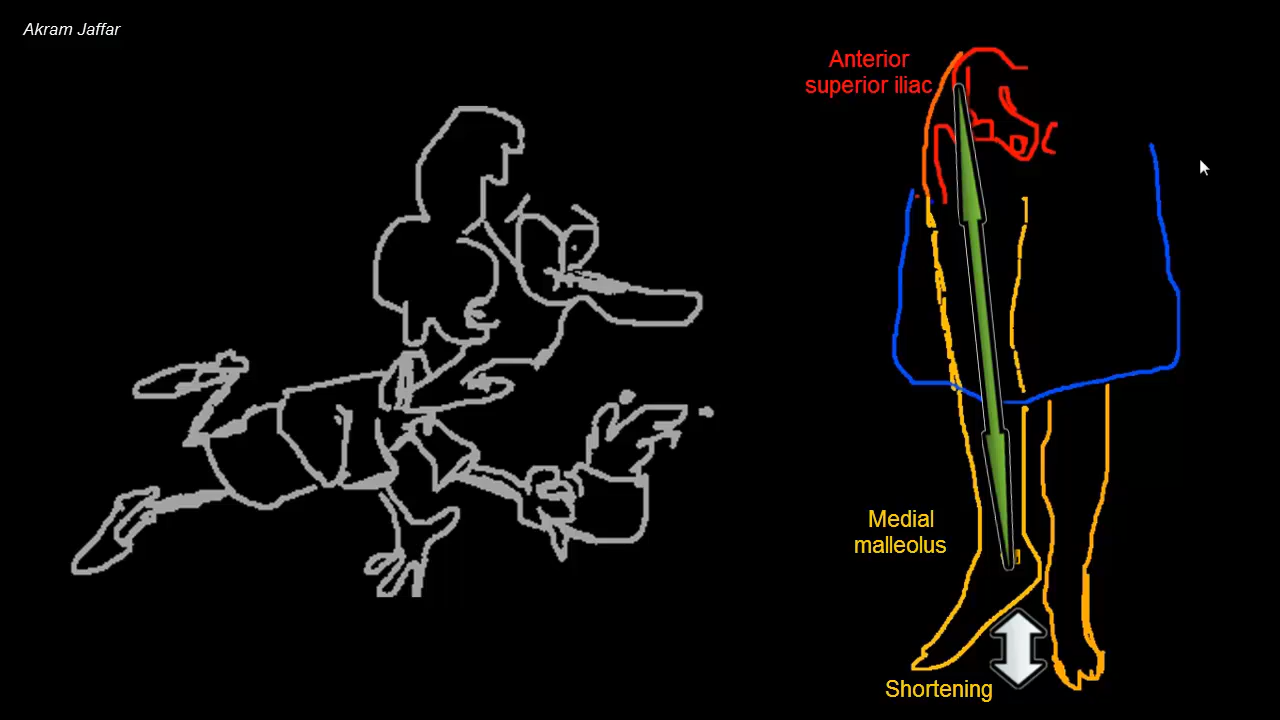 Akram Jaffar
Anterior
superior iliac
Medial
malleolus
Shortening